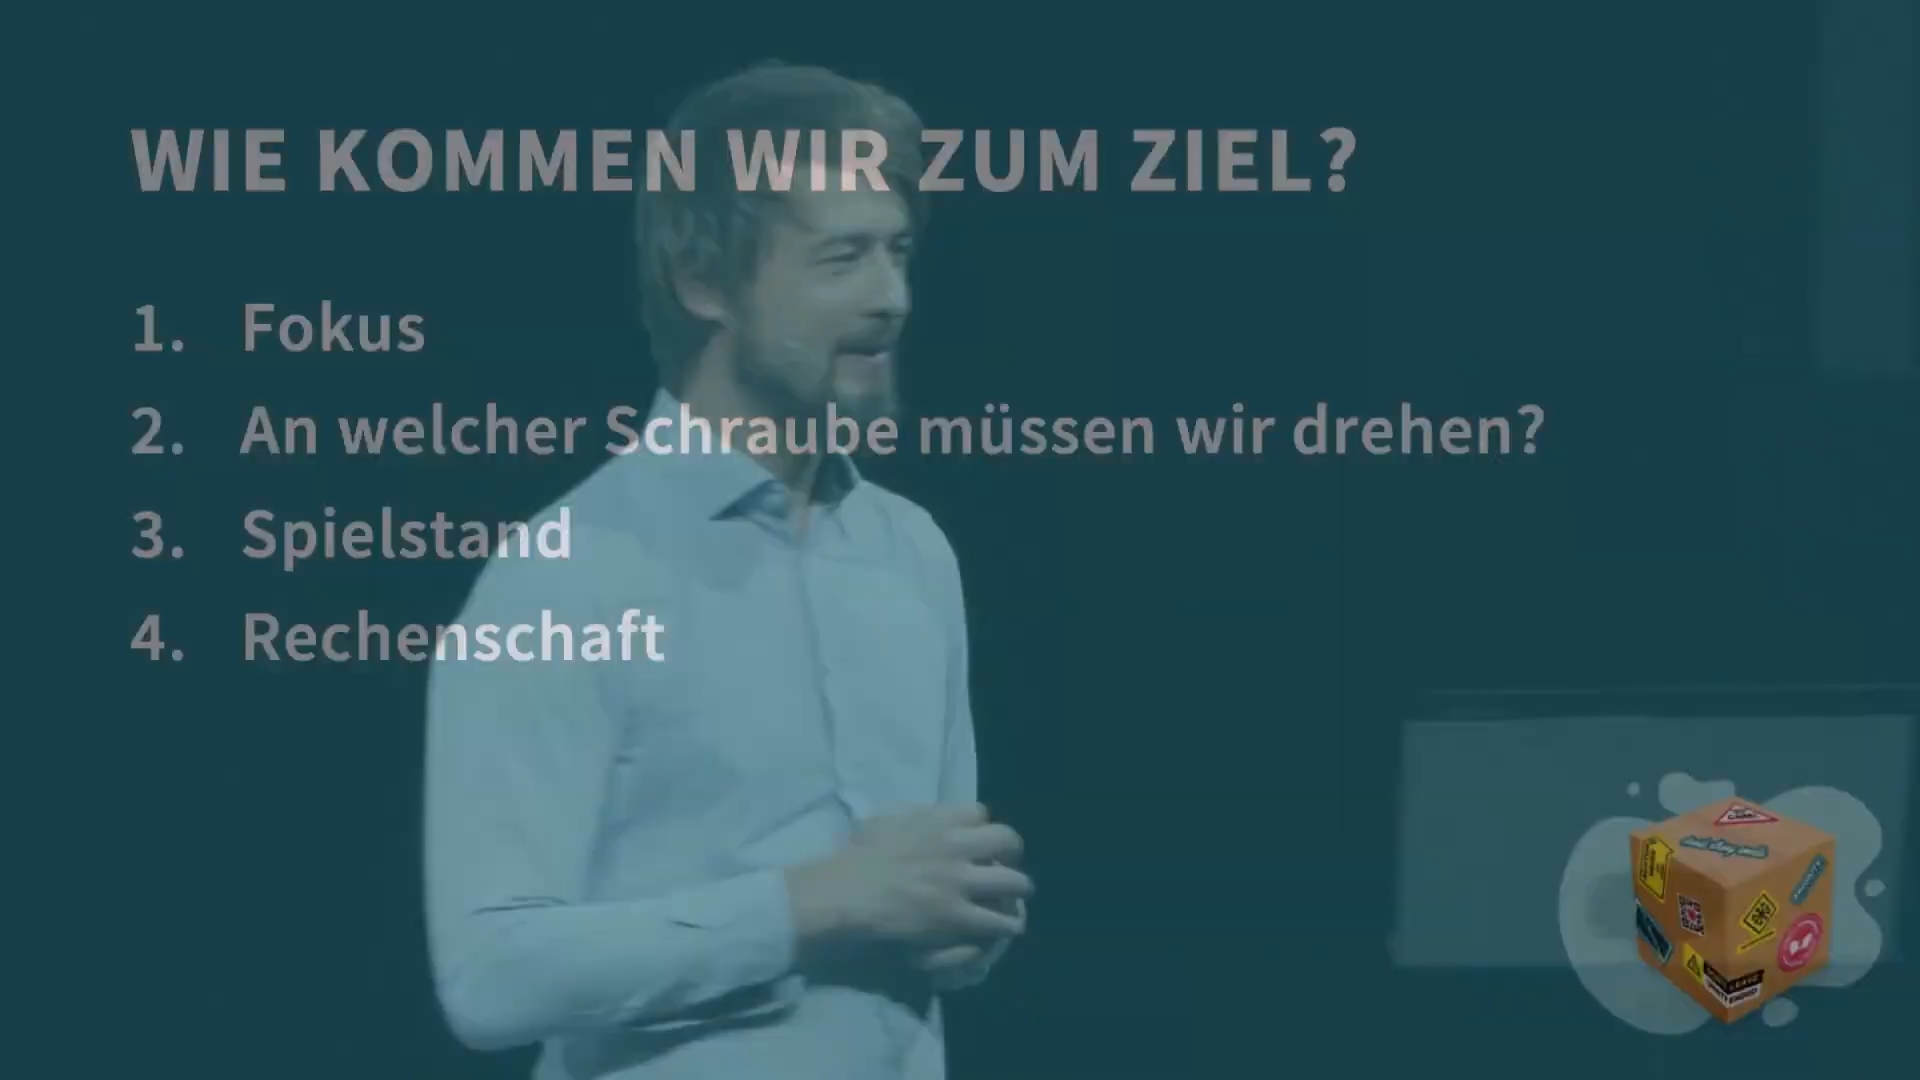 WIE KOMMEN WIR ZUM ZIEL?
1. Fokus
2. An welcher Schraube müssen wir drehen?
3. Spielstand
4. Rechenschaft